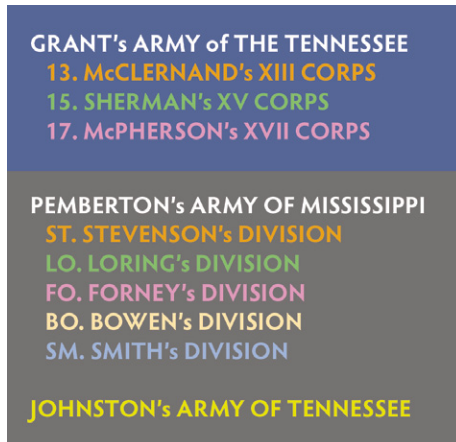 GRANT's ARMY of THE TENNESSEE
13. McCLERNAND's XIII CORPS
15. SHERMAN's XV CORPS
17. McPHERSON's XVII CORPS
PEMBERTON's ARMY OF MISSISSIPPI
ST. STEVENSON's DIVISION
LO. LORING's DIVISION
FO. FORNEY's DIVISION
BO. BOWEN's DIVISION
SM. SMITH's DIVISION
JOHNSTON's ARMY OF TENNESSEE